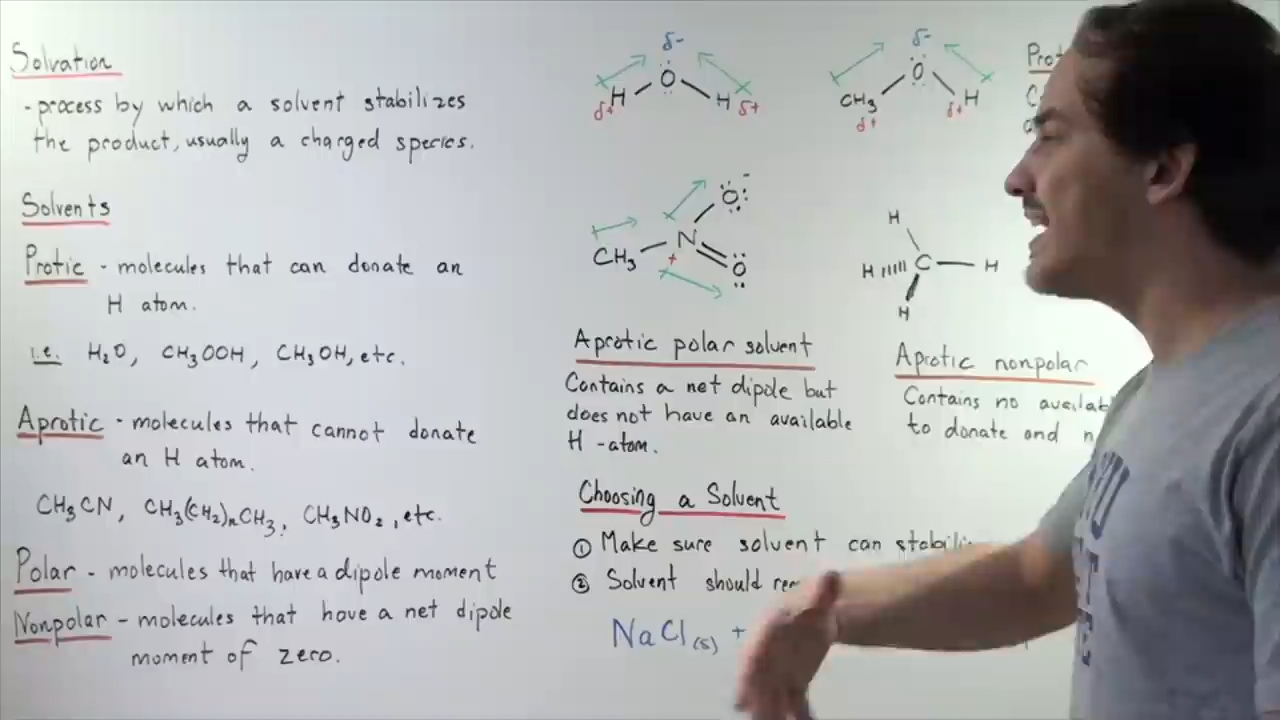 Solvation
- process by which a solvent stabilizes
the product, usually a charged species.
Solvents
Protic - molecules that can donate an
H atom.
i.e. H₂O, CH₃OOH, CH₃OH, etc.
Aprotic - molecules that cannot donate
an H atom.
CH₃CN, CH₃(CH₂)ₙCH₃, CH₃NO₂, etc.
Polar - molecules that have a dipole moment
Nonpolar - molecules that have a net dipole
moment of zero.
δ-
O
H H
δ+ δ+
δ-
O
CH₃ H
δ+ δ+
O -
N
CH₃ +
O
H
H C H
H
Aprotic polar solvent
Contains a net dipole but
does not have an available
H -atom.
Aprotic nonpolar
Contains no
to donate and
Choosing a Solvent
① Make sure solvent can
② Solvent should
NaCl(s) +